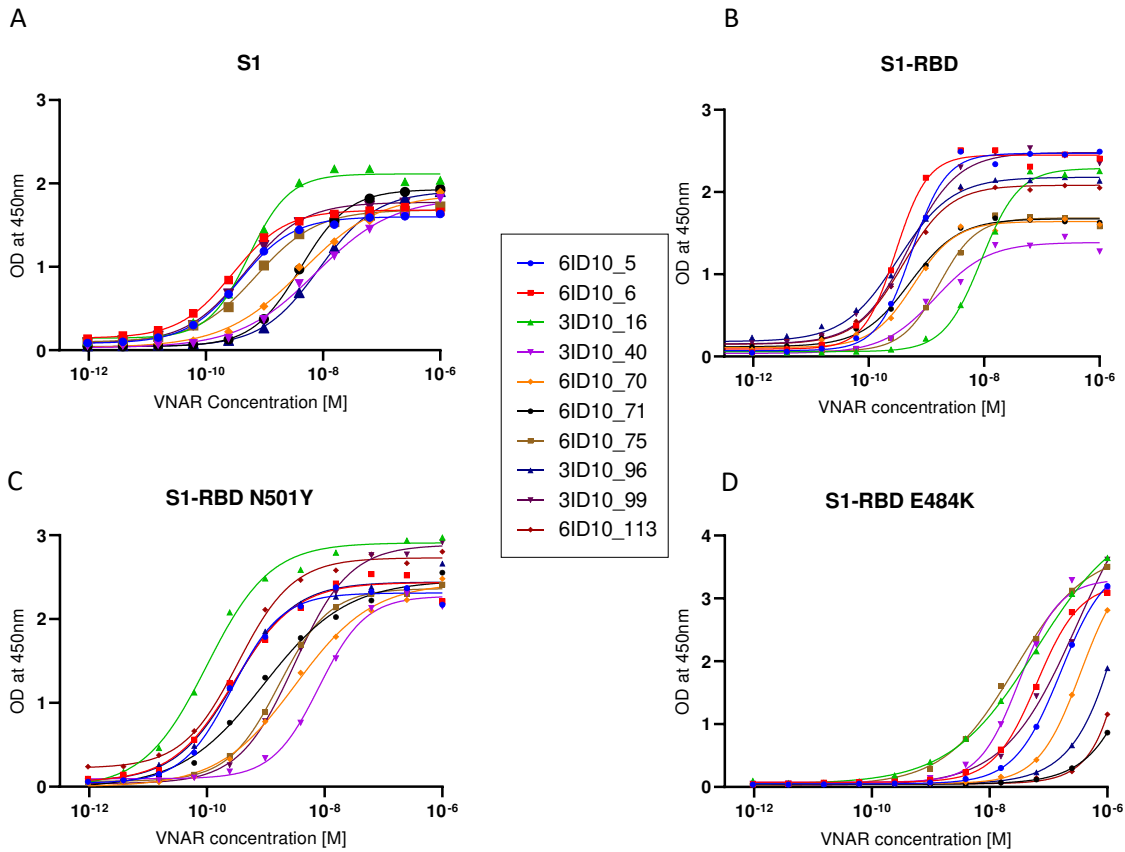 A
B
S1
S1-RBD
OD at 450nm
3
2
1
0
10-12
10-10
10-8
10-6
VNAR Concentration [M]
OD at 450nm
3
2
1
0
10-12
10-10
10-8
10-6
VNAR concentration [M]
6ID10_5
6ID10_6
3ID10_16
3ID10_40
6ID10_70
6ID10_71
6ID10_75
3ID10_96
3ID10_99
6ID10_113
C
D
S1-RBD N501Y
S1-RBD E484K
OD at 450nm
3
2
1
0
10-12
10-10
10-8
10-6
VNAR concentration [M]
OD at 450nm
4
3
2
1
0
10-12
10-10
10-8
10-6
VNAR concentration [M]